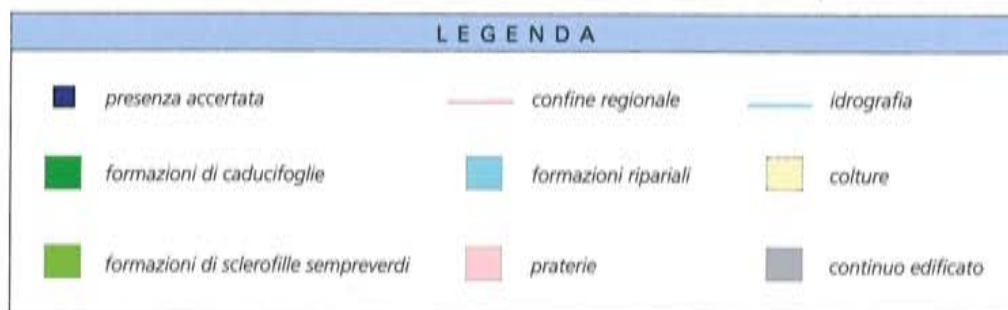 LEGENDA
presenza accertata
confine regionale
idrografia
formazioni di caducifoglie
formazioni ripariali
colture
formazioni di sclerofille sempreverdi
praterie
continuo edificato